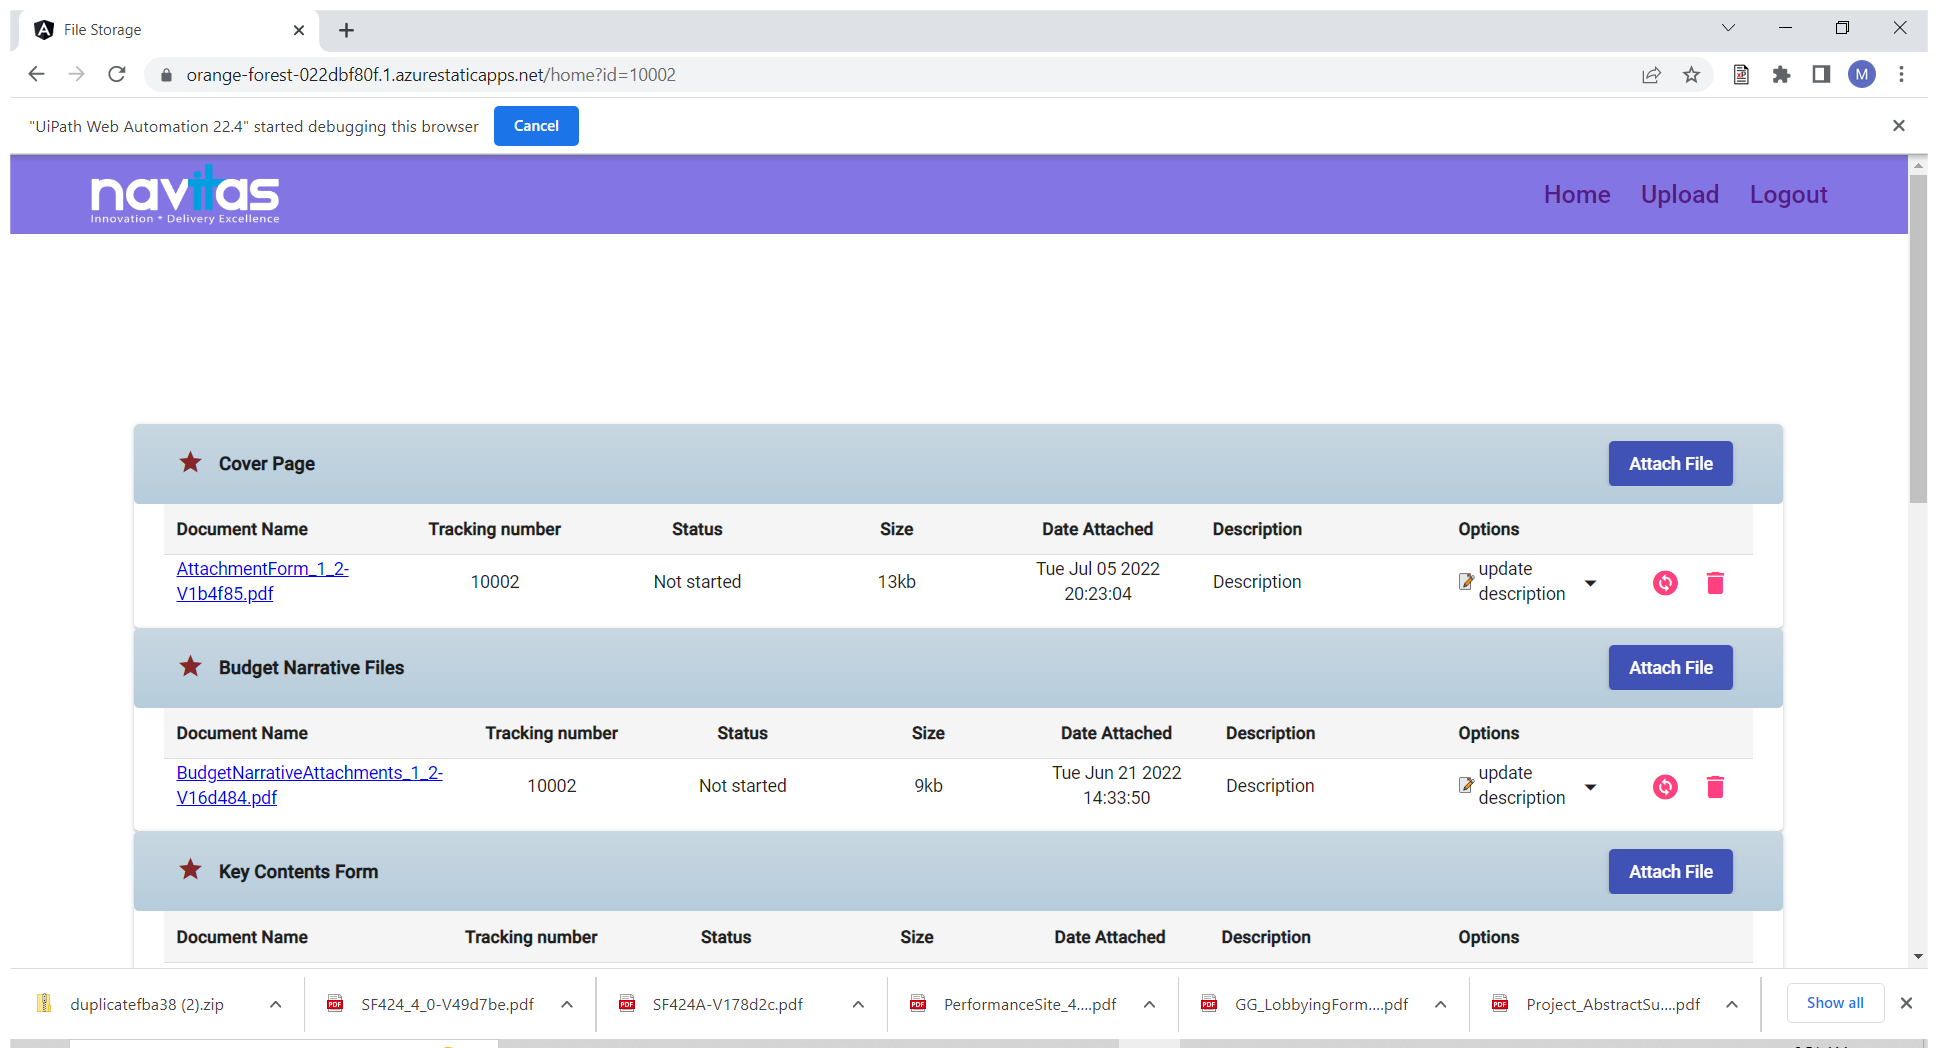 File Storage
orange-forest-022dbf80f.1.azurestaticapps.net/home?id=10002
M
"UiPath Web Automation 22.4" started debugging this browser
Cancel
navitas
Innovation * Delivery Excellence
Home Upload Logout
Cover Page
Attach File
Document Name Tracking number Status Size Date Attached Description Options
AttachmentForm_1_2-
V1b4f85.pdf
10002
Not started
13kb
Tue Jul 05 2022
20:23:04
Description
update
description
Budget Narrative Files
Attach File
Document Name Tracking number Status Size Date Attached Description Options
BudgetNarrativeAttachments_1_2-
V16d484.pdf
10002
Not started
9kb
Tue Jun 21 2022
14:33:50
Description
update
description
Key Contents Form
Attach File
Document Name Tracking number Status Size Date Attached Description Options
duplicatefba38 (2).zip
PDF
SF424_4_0-V49d7be.pdf
PDF
SF424A-V178d2c.pdf
PDF
PerformanceSite_4....pdf
PDF
GG_LobbyingForm....pdf
PDF
Project_AbstractSu....pdf
Show all